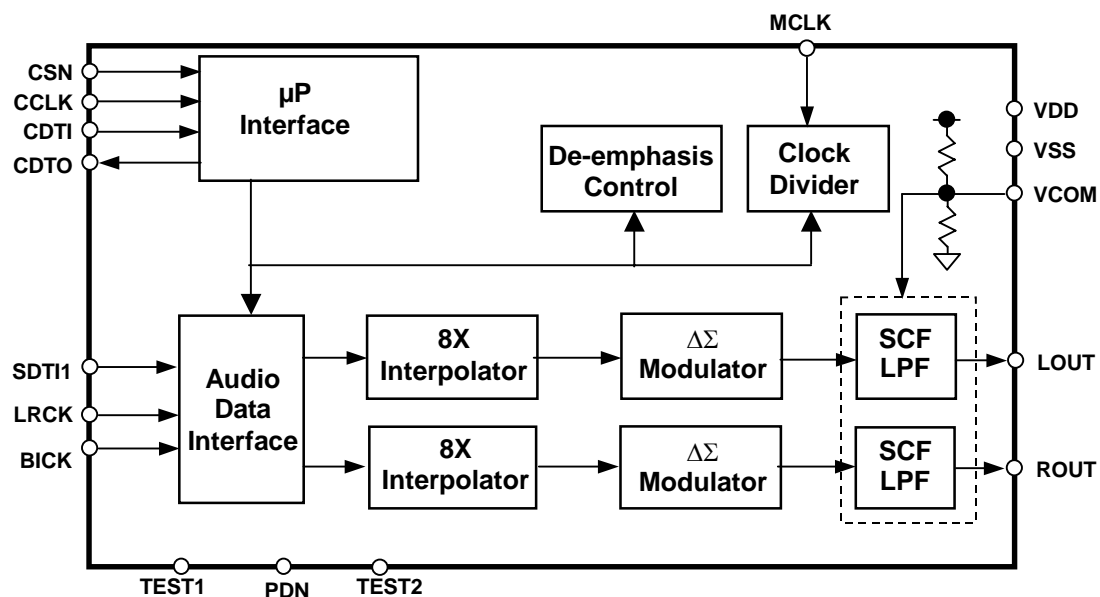 MCLK
CSN
CCLK
CDTI
CDTO
µP
Interface
De-emphasis
Control
Clock
Divider
VDD
VSS
VCOM
SDTI1
LRCK
BICK
Audio
Data
Interface
8X
Interpolator
ΔΣ
Modulator
SCF
LPF
LOUT
8X
Interpolator
ΔΣ
Modulator
SCF
LPF
ROUT
TEST1
PDN
TEST2